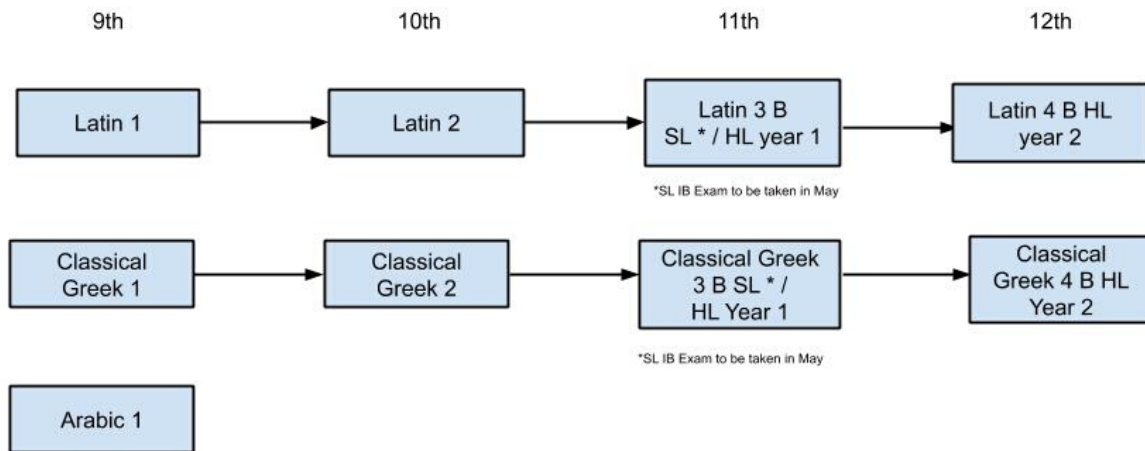 9th
10th
11th
12th
Latin 1
Latin 2
Latin 3 B
SL * / HL year 1
Latin 4 B HL
year 2
*SL IB Exam to be taken in May
Classical
Greek 1
Classical
Greek 2
Classical Greek
3 B SL * /
HL Year 1
Classical
Greek 4 B HL
Year 2
*SL IB Exam to be taken in May
Arabic 1